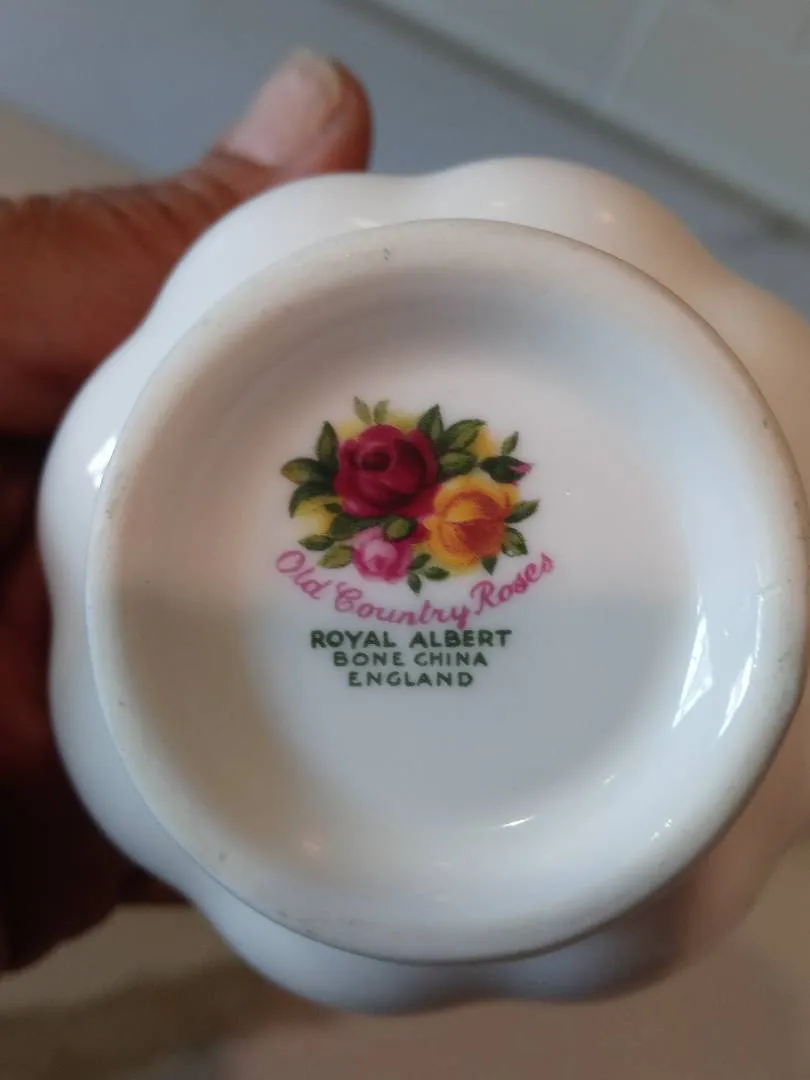 Old Country Roses
ROYAL ALBERT
BONE CHINA
ENGLAND